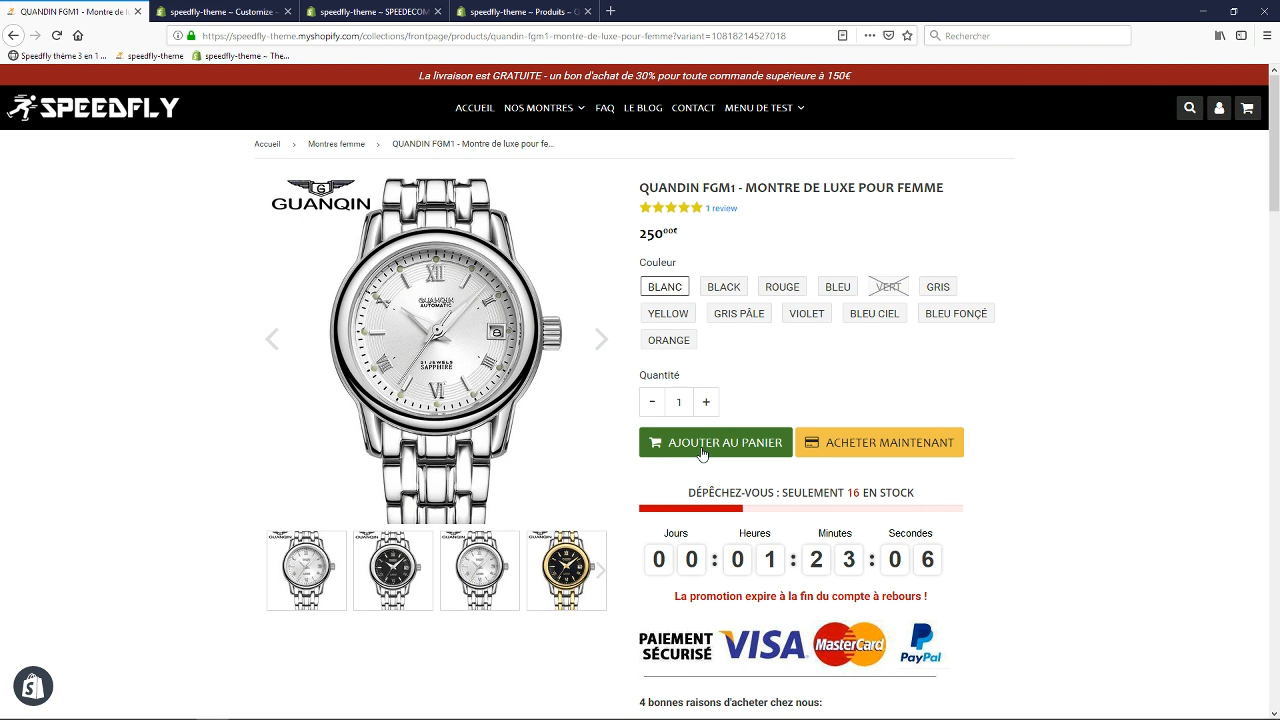 QUANDIN FGM1 - Montre de l
speedfly-theme ~ Customize -
speedfly-theme ~ SPEEDECOM
speedfly-theme ~ Produits ~
https://speedfly-theme.myshopify.com/collections/frontpage/products/quandin-fgm1-montre-de-luxe-pour-femme?variant=10818214527018
Rechercher
Speedfly thème 3 en 1 ...
speedfly-theme
speedfly-theme ~ The...
La livraison est GRATUITE - un bon d'achat de 30% pour toute commande supérieure à 150€
SPEEDFLY
ACCUEIL NOS MONTRES FAQ LE BLOG CONTACT MENU DE TEST
Accueil > Montres femme > QUANDIN FGM1 - Montre de luxe pour fe...
GUANQIN
GUANQIN
AUTOMATIC
21 JEWELS
SAPPHIRE
QUANDIN FGM1 - MONTRE DE LUXE POUR FEMME
1 review
250⁰⁰€
Couleur
BLANC BLACK ROUGE BLEU VERT GRIS
YELLOW GRIS PÂLE VIOLET BLEU CIEL BLEU FONÇÉ
ORANGE
Quantité
- 1 +
AJOUTER AU PANIER ACHETER MAINTENANT
DÉPÊCHEZ-VOUS : SEULEMENT 16 EN STOCK
Jours Heures Minutes Secondes
0 0 : 0 1 : 2 3 : 0 6
La promotion expire à la fin du compte à rebours !
PAIEMENT SÉCURISÉ VISA MasterCard PayPal
4 bonnes raisons d'acheter chez nous: